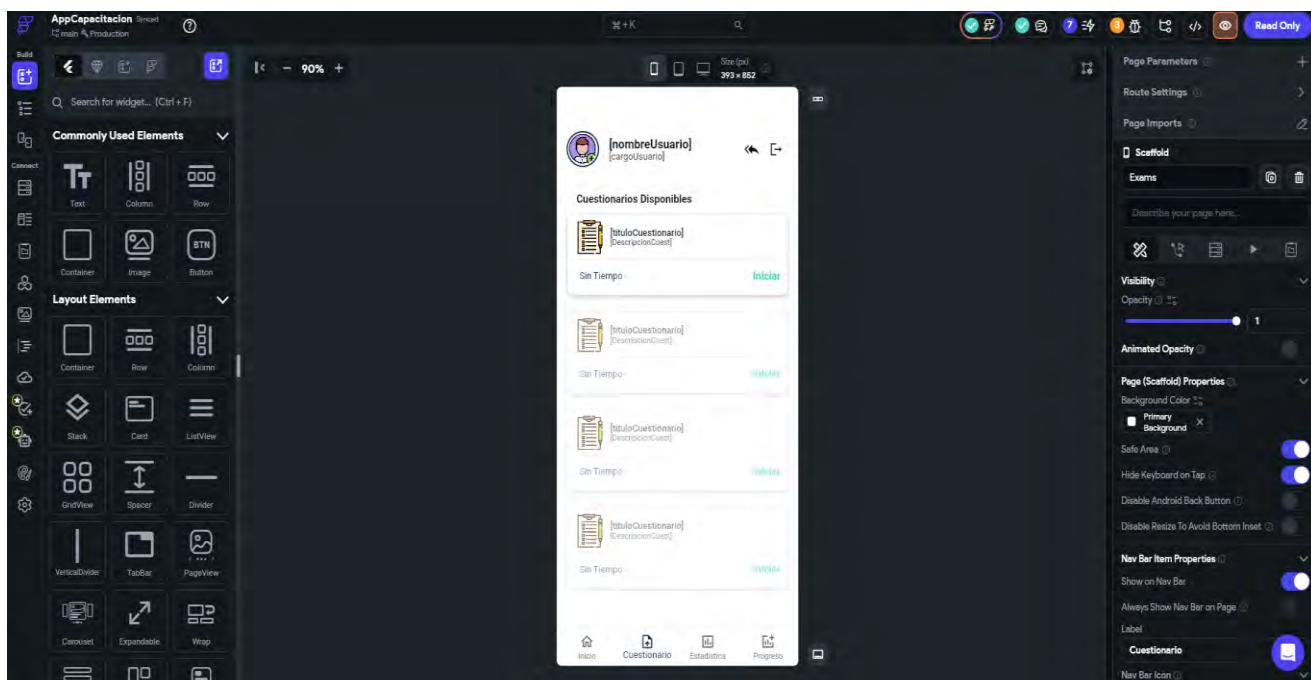 AppCapacitacion Synced
main Production
⌘+K
7
3
Read Only
Build
Connect
Search for widget... (Ctrl + F)
Commonly Used Elements
Text
Column
Row
Container
Image
BTN
Button
Layout Elements
Container
Row
Column
Stack
Card
ListView
GridView
Spacer
Divider
VerticalDivider
TabBar
PageView
Carousel
Expandable
Wrap
90%
Size (px)
393 × 852
[nombreUsuario]
[cargoUsuario]
Cuestionarios Disponibles
[tituloCuestionario]
[DescripcionCuest]
Sin Tiempo
Iniciar
[tituloCuestionario]
[DescripcionCuest]
Sin Tiempo
Iniciar
[tituloCuestionario]
[DescripcionCuest]
Sin Tiempo
Iniciar
[tituloCuestionario]
[DescripcionCuest]
Sin Tiempo
Iniciar
Inicio
Cuestionario
Estadistica
Progreso
Page Parameters
Route Settings
Page Imports
Scaffold
Exams
Describe your page here...
Visibility
Opacity
1
Animated Opacity
Page (Scaffold) Properties
Background Color
Primary
Background
Safe Area
Hide Keyboard on Tap
Disable Android Back Button
Disable Resize To Avoid Bottom Inset
Nav Bar Item Properties
Show on Nav Bar
Always Show Nav Bar on Page
Label
Cuestionario
Nav Bar Icon